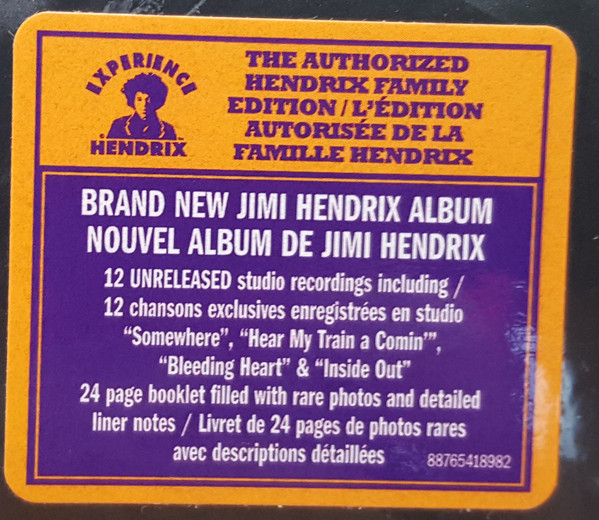 EXPERIENCE
HENDRIX
THE AUTHORIZED
HENDRIX FAMILY
EDITION / L'ÉDITION
AUTORISÉE DE LA
FAMILLE HENDRIX
BRAND NEW JIMI HENDRIX ALBUM
NOUVEL ALBUM DE JIMI HENDRIX
12 UNRELEASED studio recordings including /
12 chansons exclusives enregistrées en studio
“Somewhere”, “Hear My Train a Comin’”,
“Bleeding Heart” & “Inside Out”
24 page booklet filled with rare photos and detailed
liner notes / Livret de 24 pages de photos rares
avec descriptions détaillées
88765418982